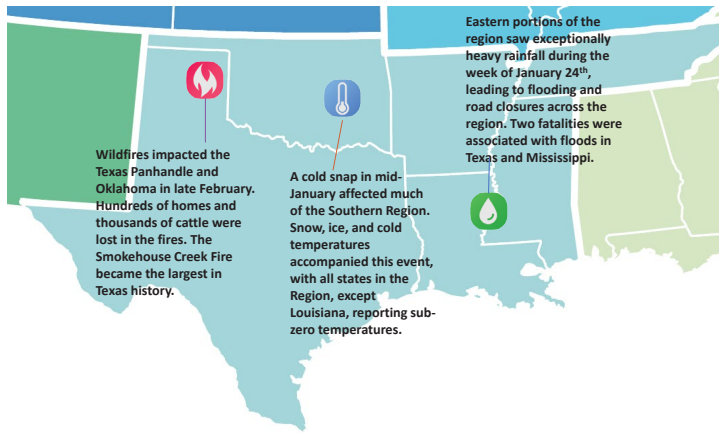 Eastern portions of the
region saw exceptionally
heavy rainfall during the
week of January 24th,
leading to flooding and
road closures across the
region. Two fatalities were
associated with floods in
Texas and Mississippi.
Wildfires impacted the
Texas Panhandle and
Oklahoma in late February.
Hundreds of homes and
thousands of cattle were
lost in the fires. The
Smokehouse Creek Fire
became the largest in
Texas history.
A cold snap in mid-
January affected much
of the Southern Region.
Snow, ice, and cold
temperatures
accompanied this event,
with all states in the
Region, except
Louisiana, reporting sub-
zero temperatures.